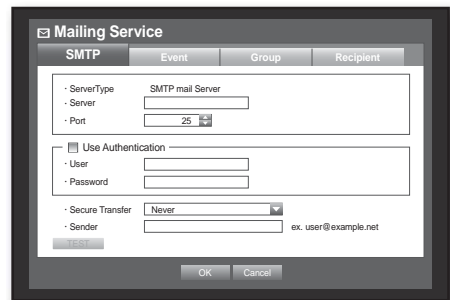 Mailing Service
SMTP Event Group Recipient
· ServerType SMTP mail Server
· Server
· Port 25
Use Authentication
· User
· Password
· Secure Transfer Never
· Sender ex. user@example.net
TEST
OK Cancel